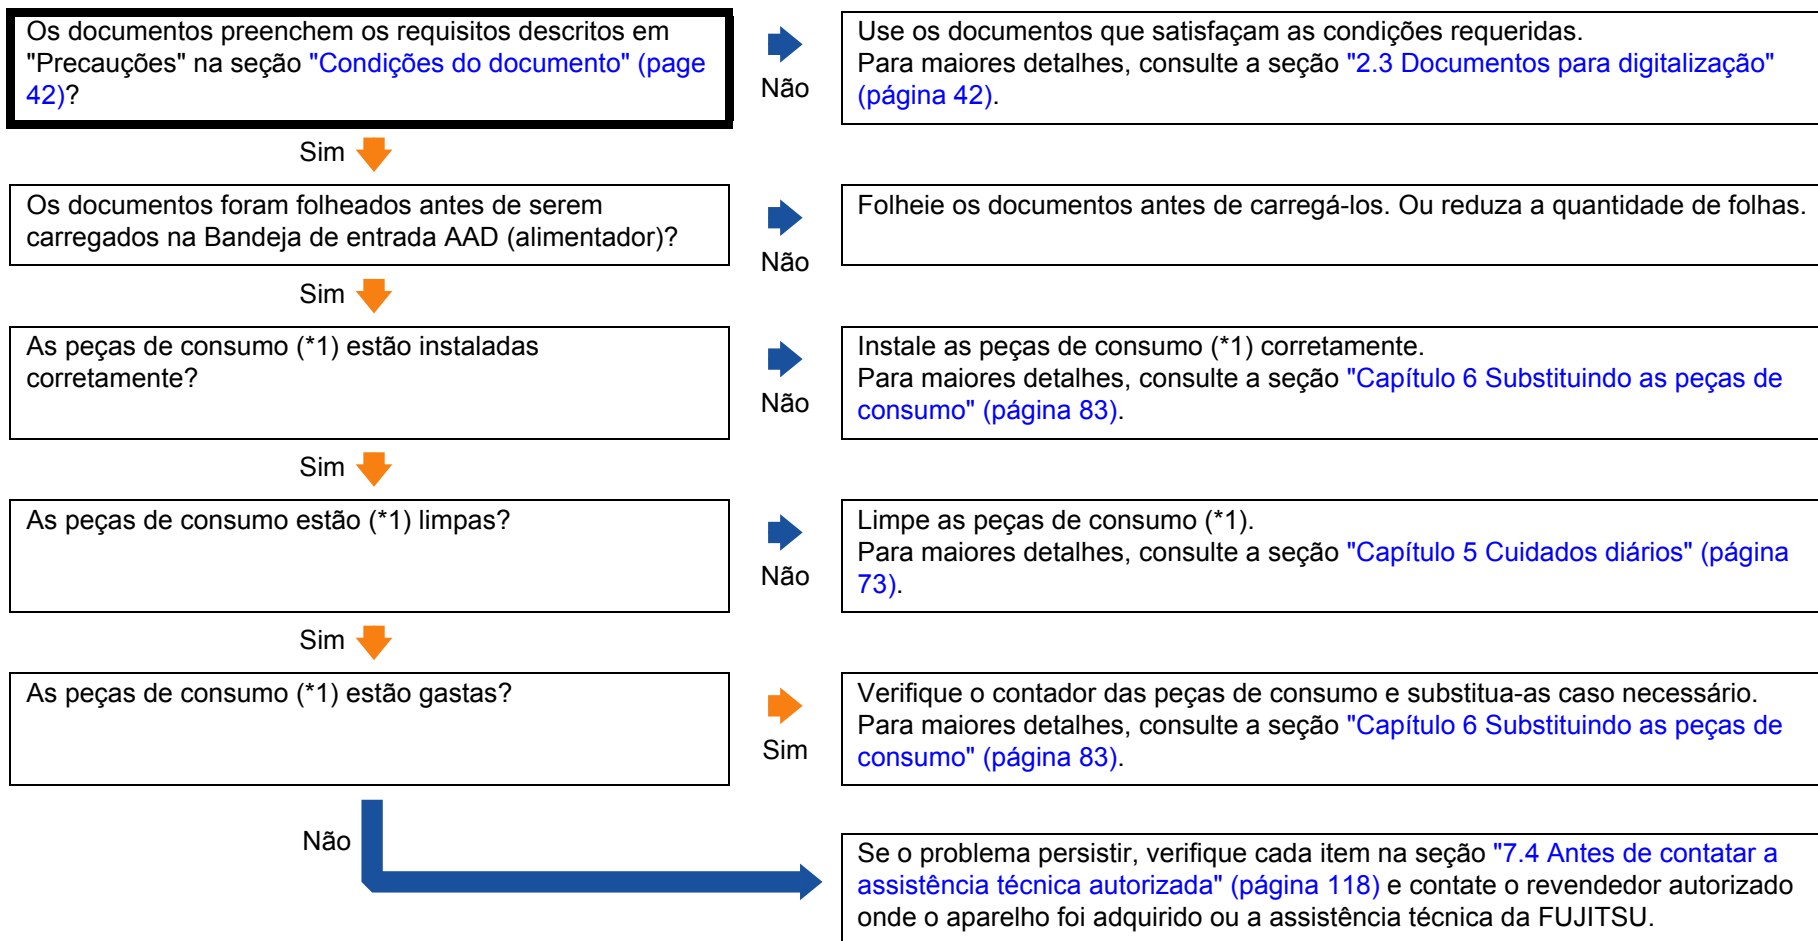 Os documentos preenchem os requisitos descritos em
"Precauções" na seção "Condições do documento" (page
42)?
Não
Use os documentos que satisfaçam as condições requeridas.
Para maiores detalhes, consulte a seção "2.3 Documentos para digitalização"
(página 42).
Sim
Os documentos foram folheados antes de serem
carregados na Bandeja de entrada AAD (alimentador)?
Não
Folheie os documentos antes de carregá-los. Ou reduza a quantidade de folhas.
Sim
As peças de consumo (*1) estão instaladas
corretamente?
Não
Instale as peças de consumo (*1) corretamente.
Para maiores detalhes, consulte a seção "Capítulo 6 Substituindo as peças de
consumo" (página 83).
Sim
As peças de consumo estão (*1) limpas?
Não
Limpe as peças de consumo (*1).
Para maiores detalhes, consulte a seção "Capítulo 5 Cuidados diários" (página
73).
Sim
As peças de consumo (*1) estão gastas?
Sim
Verifique o contador das peças de consumo e substitua-as caso necessário.
Para maiores detalhes, consulte a seção "Capítulo 6 Substituindo as peças de
consumo" (página 83).
Não
Se o problema persistir, verifique cada item na seção "7.4 Antes de contatar a
assistência técnica autorizada" (página 118) e contate o revendedor autorizado
onde o aparelho foi adquirido ou a assistência técnica da FUJITSU.